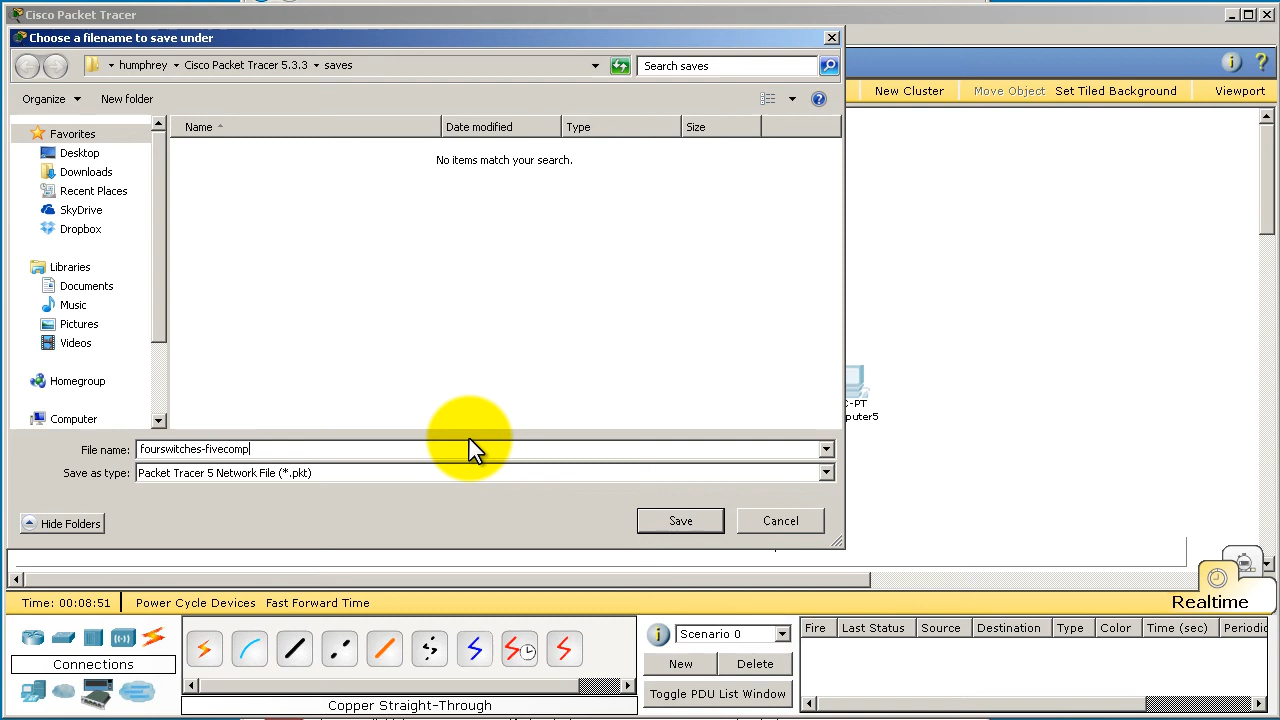 Cisco Packet Tracer
Choose a filename to save under
humphrey Cisco Packet Tracer 5.3.3 saves
Search saves
Organize New folder
New Cluster Move Object Set Tiled Background Viewport
Name Date modified Type Size
No items match your search.
Favorites
Desktop
Downloads
Recent Places
SkyDrive
Dropbox
Libraries
Documents
Music
Pictures
Videos
Homegroup
Computer
C-PT
puter5
File name: fourswitches-fivecomp
Save as type: Packet Tracer 5 Network File (*.pkt)
Hide Folders Save Cancel
Realtime
Time: 00:08:51 Power Cycle Devices Fast Forward Time
Connections
Copper Straight-Through
Scenario 0
New Delete
Toggle PDU List Window
Fire Last Status Source Destination Type Color Time (sec) Periodic